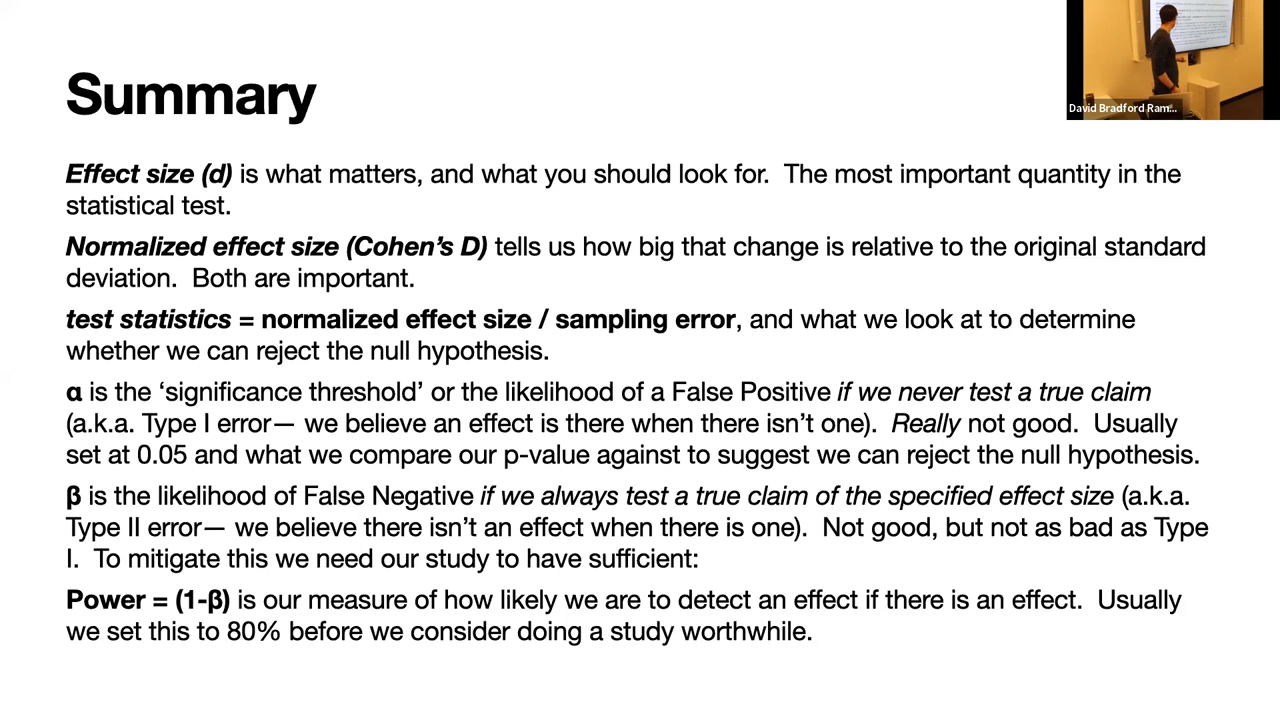 Summary
David Bradford Ram...
Effect size (d) is what matters, and what you should look for.  The most important quantity in the
statistical test.
Normalized effect size (Cohen’s D) tells us how big that change is relative to the original standard
deviation.  Both are important.
test statistics = normalized effect size / sampling error, and what we look at to determine
whether we can reject the null hypothesis.
α is the ‘significance threshold’ or the likelihood of a False Positive if we never test a true claim
(a.k.a. Type I error— we believe an effect is there when there isn’t one).  Really not good.  Usually
set at 0.05 and what we compare our p-value against to suggest we can reject the null hypothesis.
β is the likelihood of False Negative if we always test a true claim of the specified effect size (a.k.a.
Type II error— we believe there isn’t an effect when there is one).  Not good, but not as bad as Type
I.  To mitigate this we need our study to have sufficient:
Power = (1-β) is our measure of how likely we are to detect an effect if there is an effect.  Usually
we set this to 80% before we consider doing a study worthwhile.